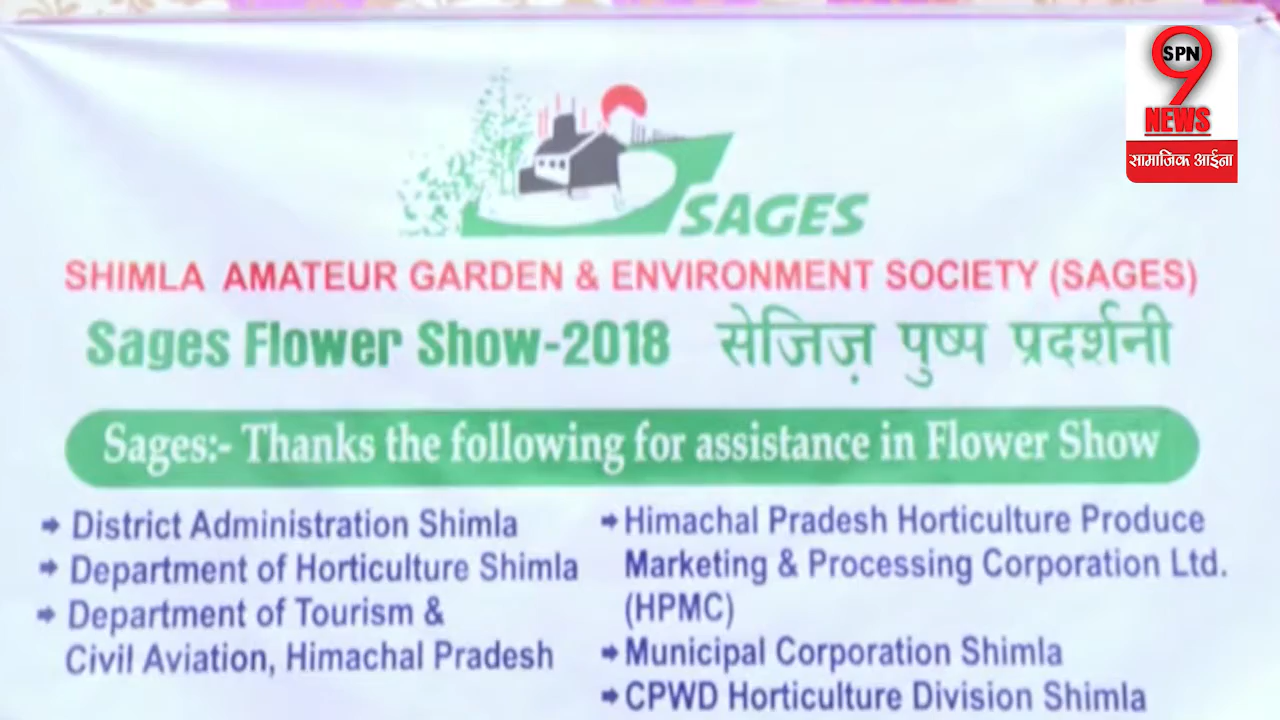 SPN
9
NEWS
सामाजिक आईना
SAGES
SHIMLA AMATEUR GARDEN & ENVIRONMENT SOCIETY (SAGES)
Sages Flower Show-2018 सेजिज़ पुष्प प्रदर्शनी
Sages:- Thanks the following for assistance in Flower Show
District Administration Shimla
Department of Horticulture Shimla
Department of Tourism &
Civil Aviation, Himachal Pradesh
Himachal Pradesh Horticulture Produce
Marketing & Processing Corporation Ltd.
(HPMC)
Municipal Corporation Shimla
CPWD Horticulture Division Shimla